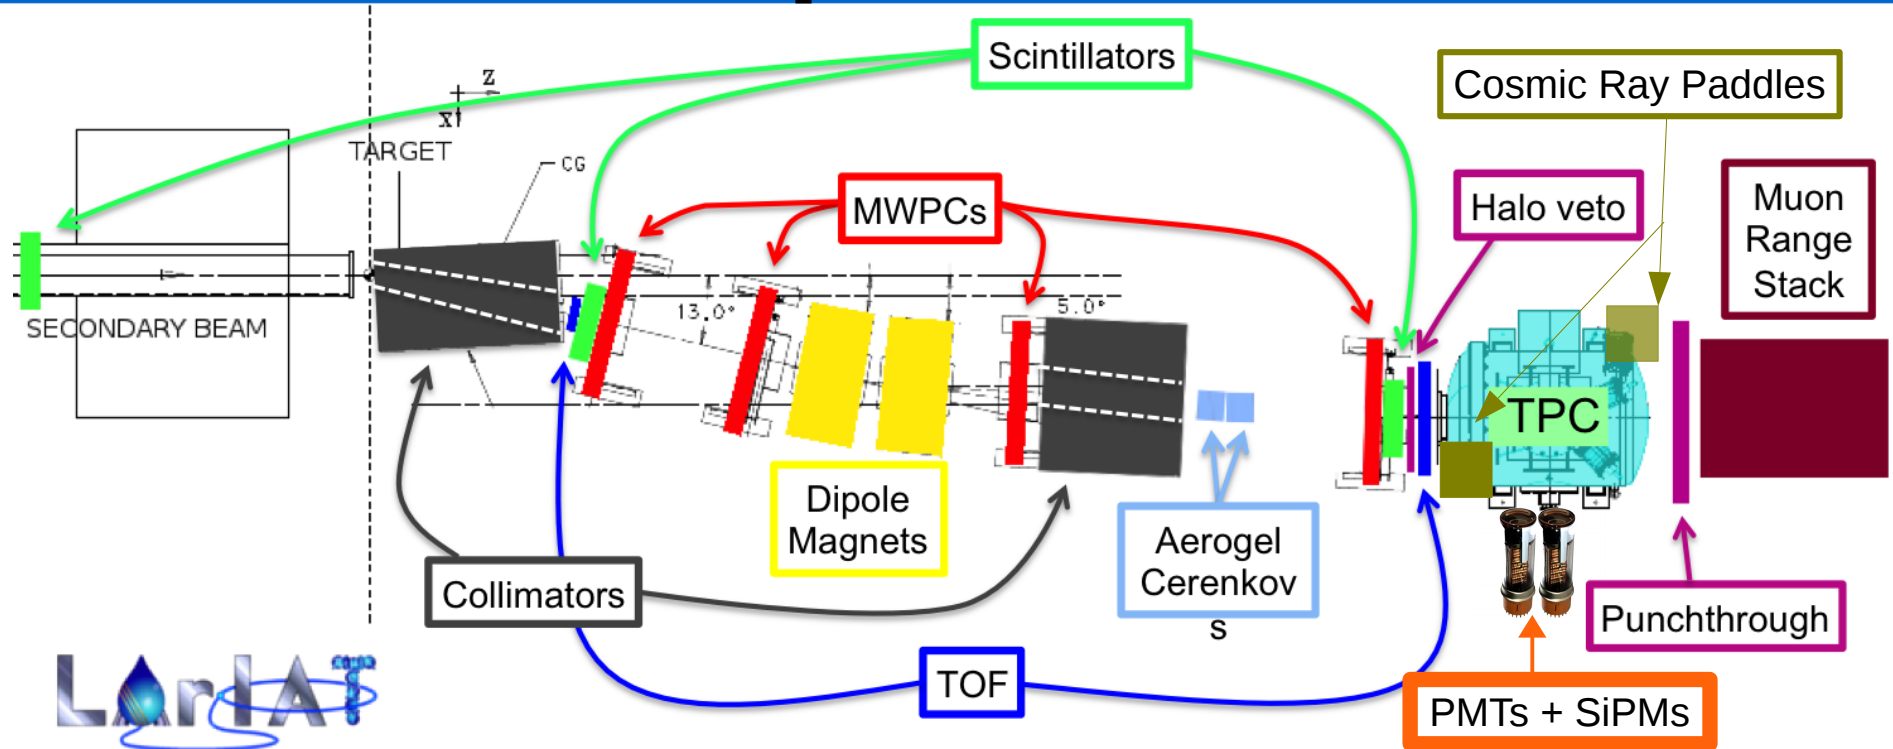 Scintillators
Cosmic Ray Paddles
Z
X
TARGET
CG
MWPCs
Halo veto
Muon
Range
Stack
SECONDARY BEAM
13.0°
5.0°
TPC
Dipole
Magnets
Aerogel
Cerenkov
s
Collimators
Punchthrough
TOF
PMTs + SiPMs
LArIAT